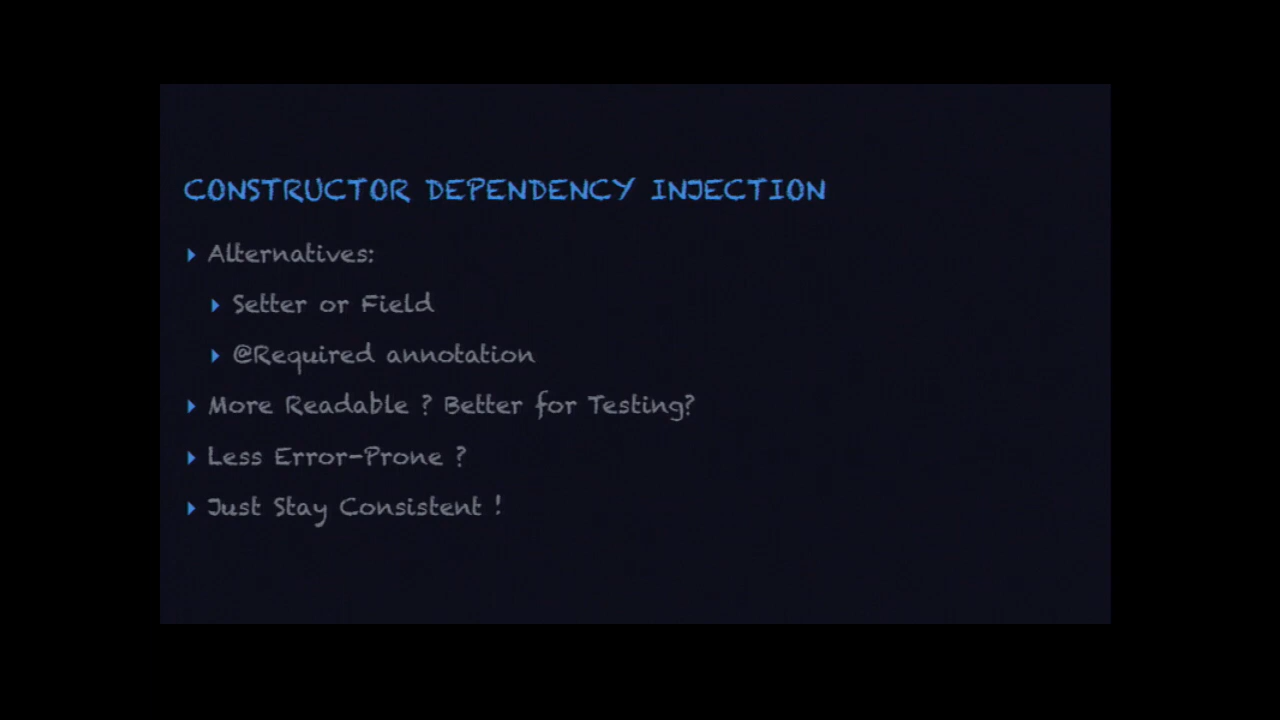 CONSTRUCTOR DEPENDENCY INJECTION
Alternatives:
Setter or Field
@Required annotation
More Readable ? Better for Testing?
Less Error-Prone ?
Just Stay Consistent !